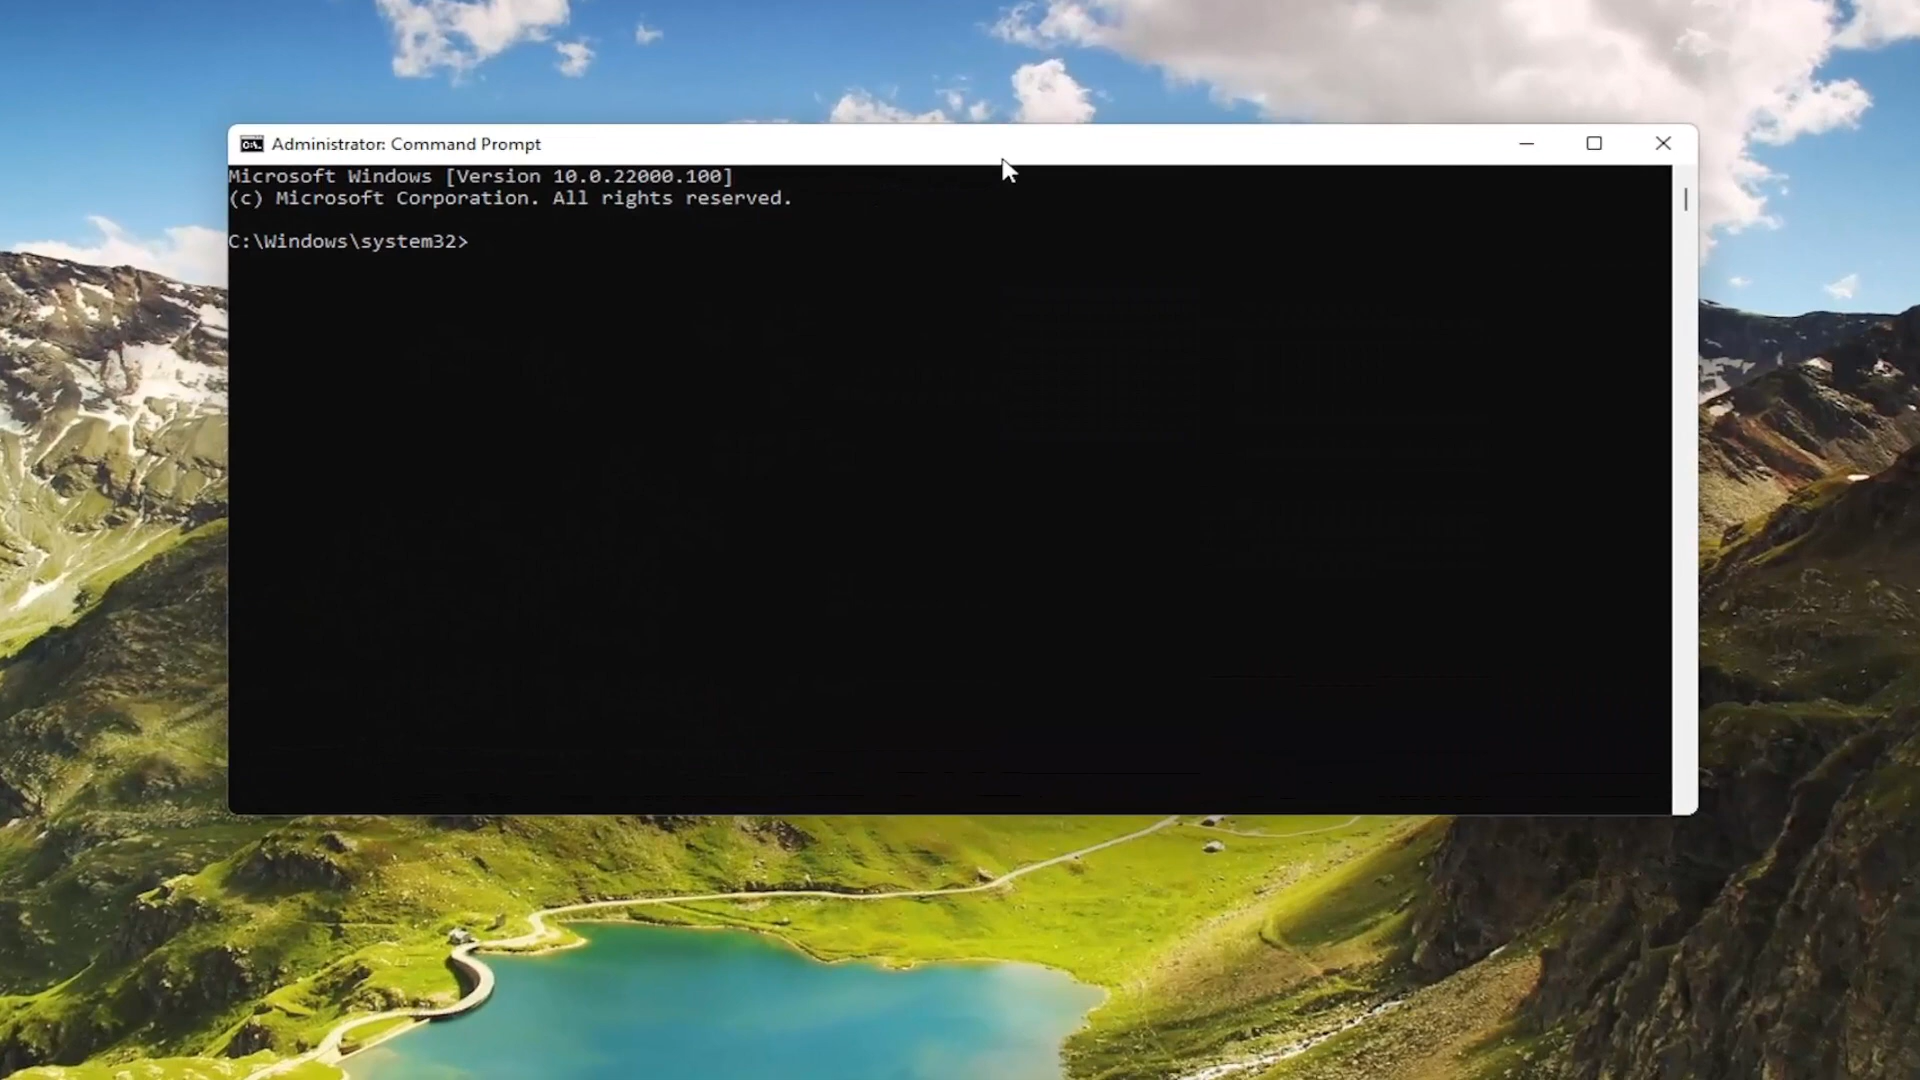 Administrator: Command Prompt
Microsoft Windows [Version 10.0.22000.100]
(c) Microsoft Corporation. All rights reserved.
C:\Windows\system32>